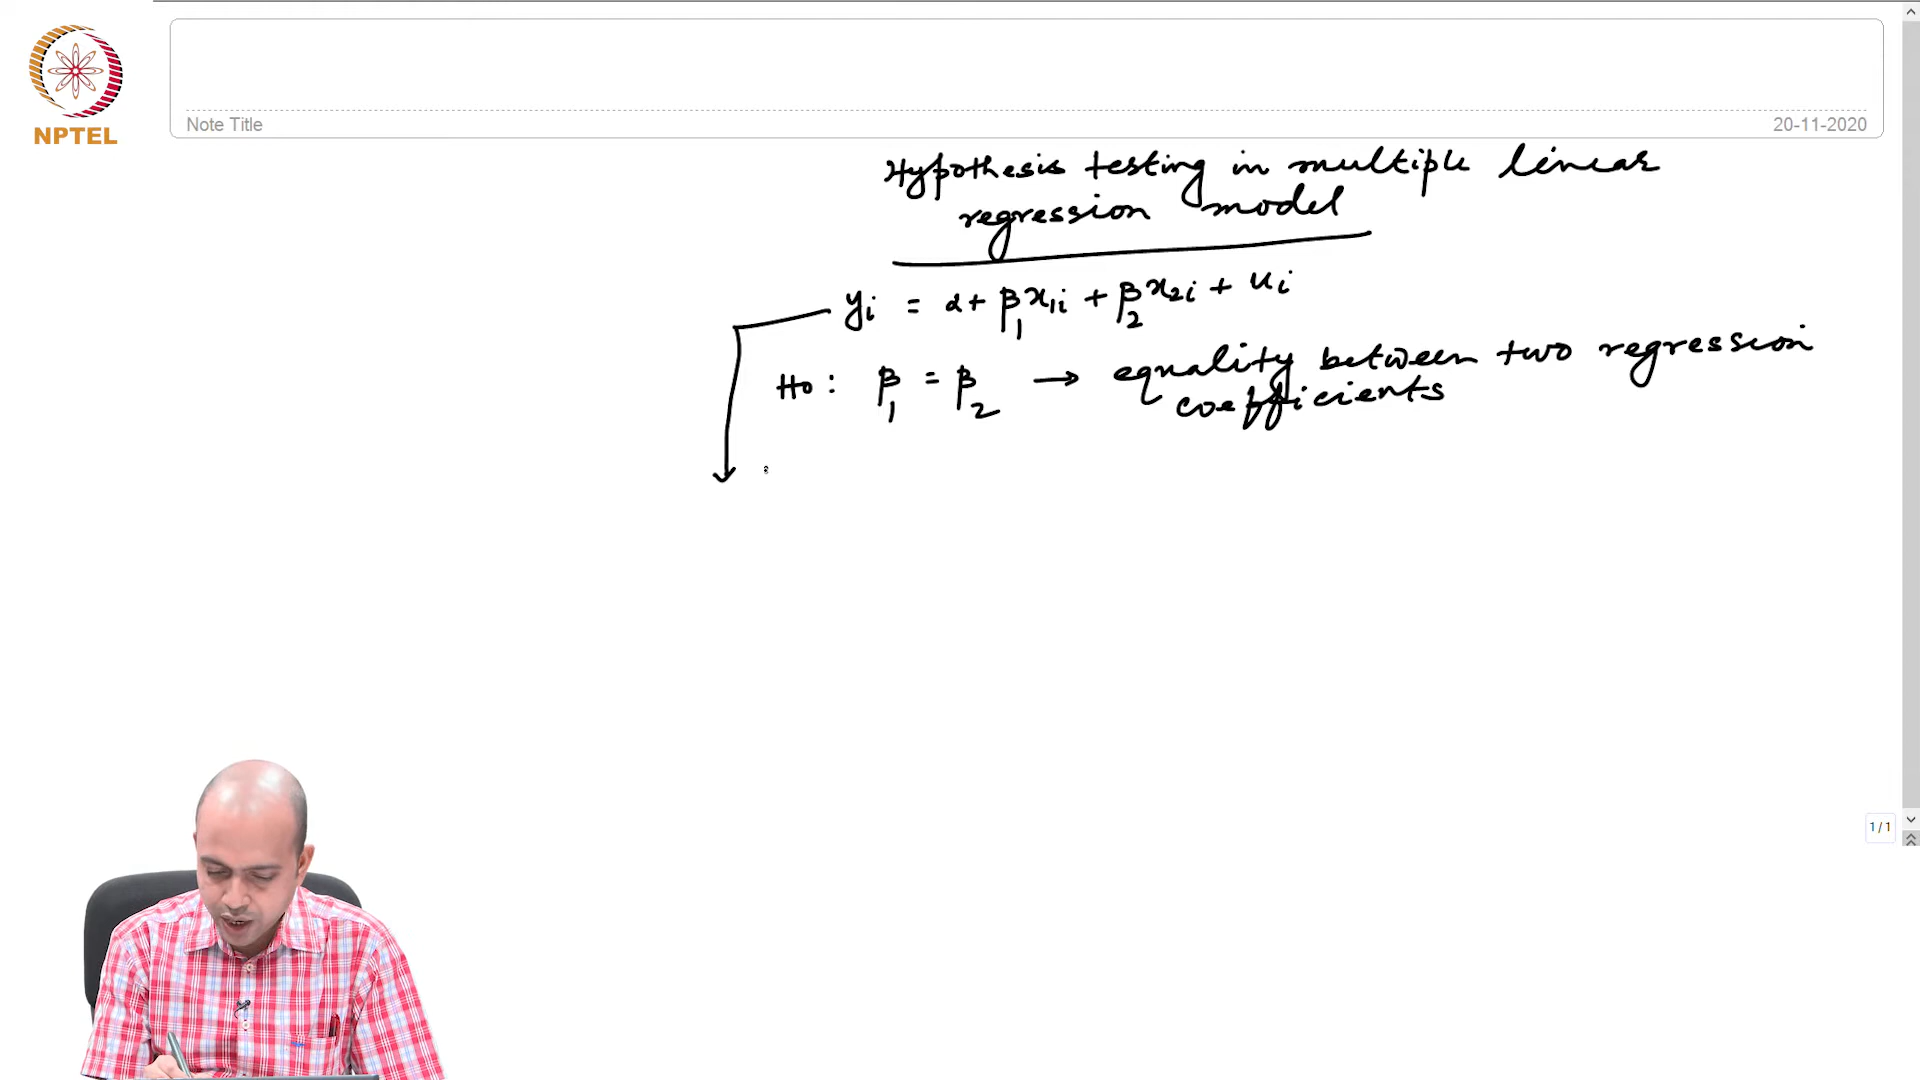 NPTEL
Note Title
20-11-2020
Hypothesis testing in multiple linear
regression model
yi = α + β1x1i + β2x2i + ui
Ho : β1 = β2 → equality between two regression
coefficients
1 / 1